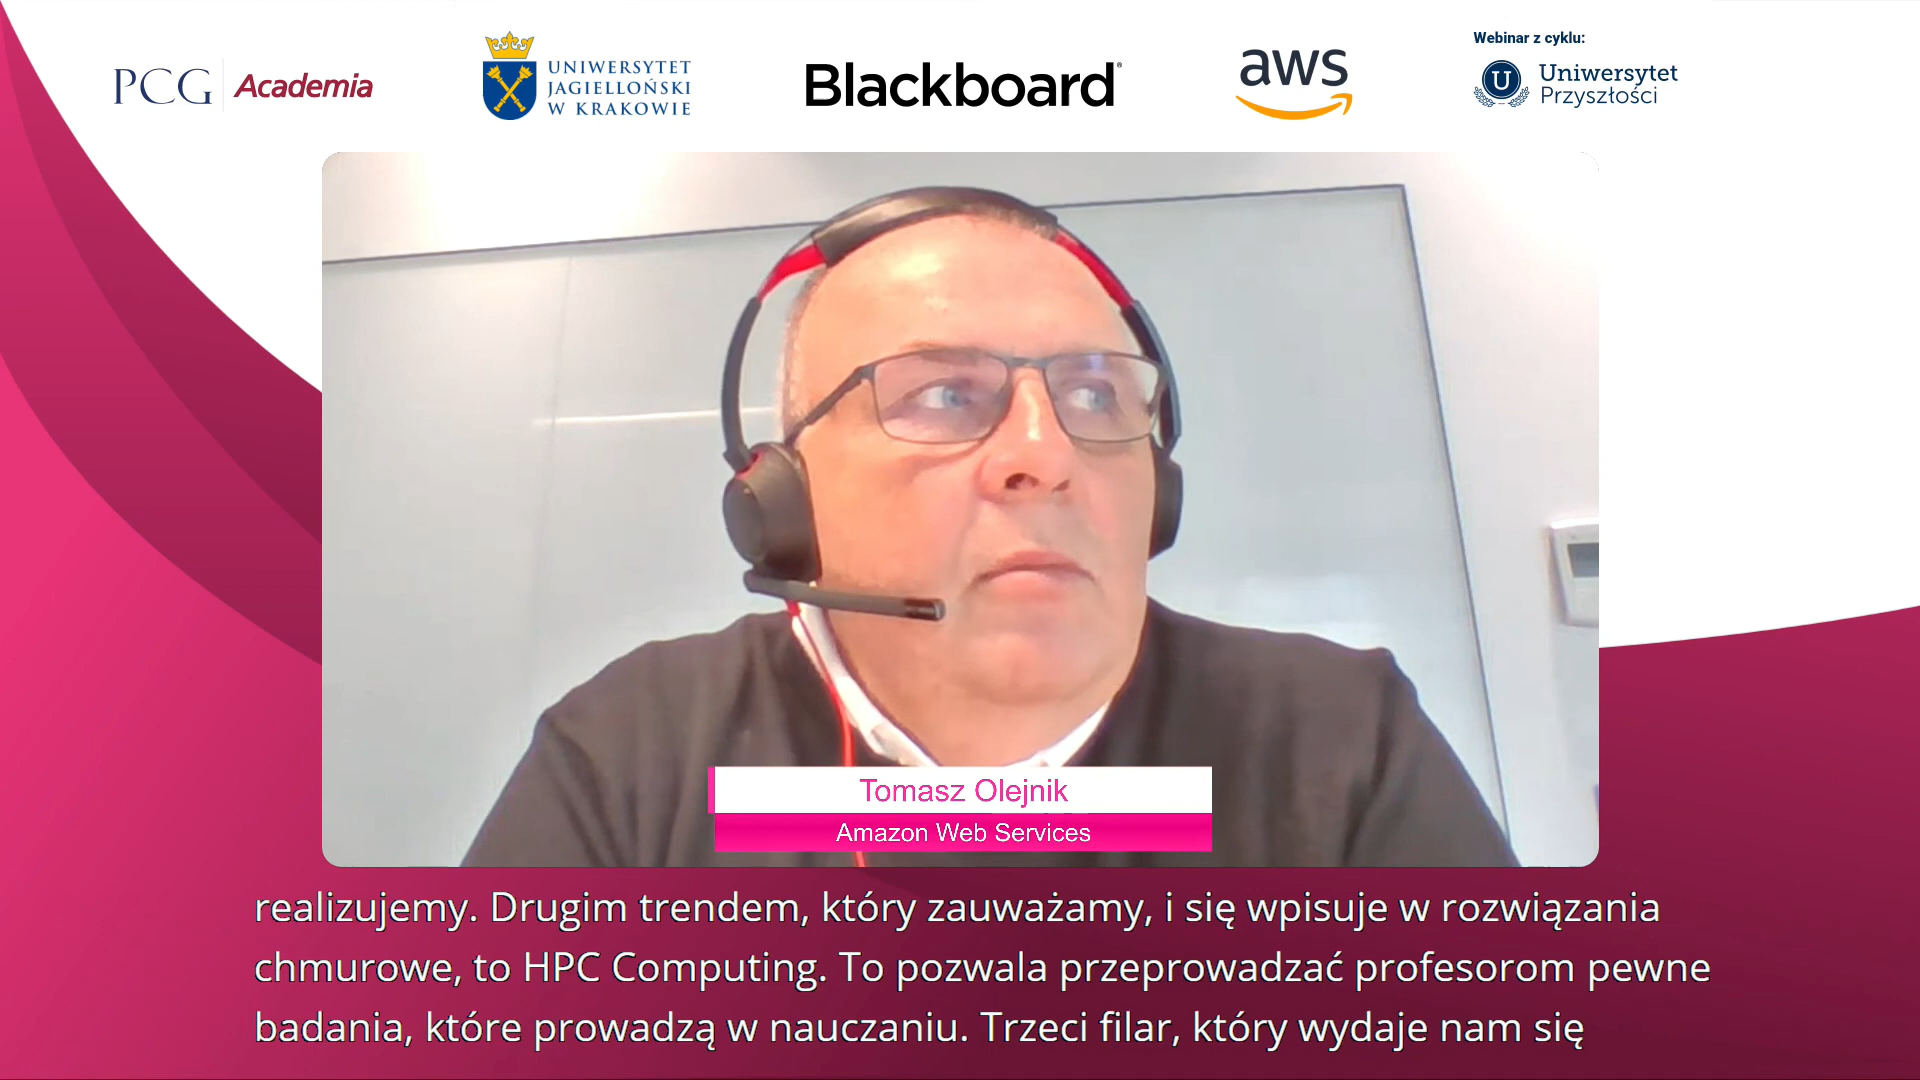 PCG Academia
UNIWERSYTET
JAGIELLOŃSKI
W KRAKOWIE
Blackboard®
aws
Webinar z cyklu:
U
Uniwersytet
Przyszłości
Tomasz Olejnik
Amazon Web Services
realizujemy. Drugim trendem, który zauważamy, i się wpisuje w rozwiązania
chmurowe, to HPC Computing. To pozwala przeprowadzać profesorom pewne
badania, które prowadzą w nauczaniu. Trzeci filar, który wydaje nam się